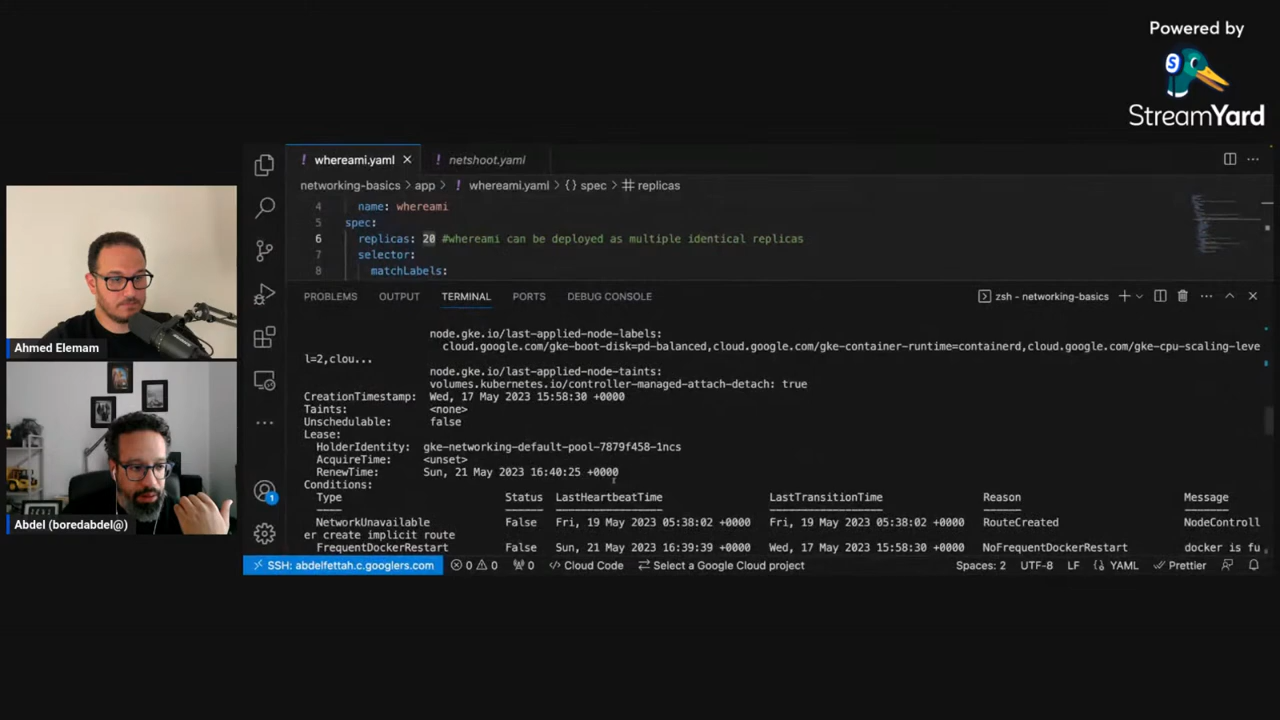 Powered by
S
StreamYard
Ahmed Elemam
Abdel (boredabdel@)
! whereami.yaml ×
! netshoot.yaml
networking-basics > app > ! whereami.yaml > {} spec > # replicas
4 name: whereami
5 spec:
6 replicas: 20 #whereami can be deployed as multiple identical replicas
7 selector:
8 matchLabels:
PROBLEMS OUTPUT TERMINAL PORTS DEBUG CONSOLE
zsh - networking-basics
node.gke.io/last-applied-node-labels:
cloud.google.com/gke-boot-disk=pd-balanced,cloud.google.com/gke-container-runtime=containerd,cloud.google.com/gke-cpu-scaling-leve
l=2,clou...
node.gke.io/last-applied-node-taints:
volumes.kubernetes.io/controller-managed-attach-detach: true
CreationTimestamp: Wed, 17 May 2023 15:58:30 +0000
Taints: <none>
Unschedulable: false
Lease:
HolderIdentity: gke-networking-default-pool-7879f458-1ncs
AcquireTime: <unset>
RenewTime: Sun, 21 May 2023 16:40:25 +0000
Conditions:
Type Status LastHeartbeatTime LastTransitionTime Reason Message
---- ------ ----------------- ------------------ ------ -------
NetworkUnavailable False Fri, 19 May 2023 05:38:02 +0000 Fri, 19 May 2023 05:38:02 +0000 RouteCreated NodeControll
er create implicit route
FrequentDockerRestart False Sun, 21 May 2023 16:39:39 +0000 Wed, 17 May 2023 15:58:30 +0000 NoFrequentDockerRestart docker is fu
1
SSH: abdelfettah.c.googlers.com 0 0 0 </> Cloud Code Select a Google Cloud project Spaces: 2 UTF-8 LF YAML Prettier